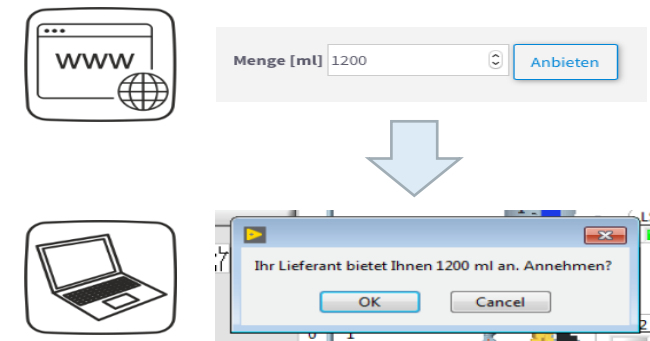 www
Menge [ml] 1200 Anbieten
Ihr Lieferant bietet Ihnen 1200 ml an. Annehmen?
OK Cancel